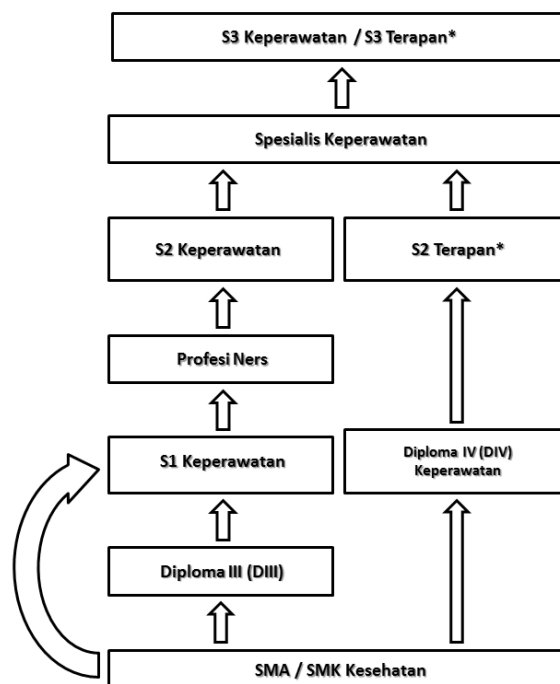 S3 Keperawatan / S3 Terapan*
Spesialis Keperawatan
S2 Keperawatan
S2 Terapan*
Profesi Ners
S1 Keperawatan
Diploma IV (DIV)
Keperawatan
Diploma III (DIII)
SMA / SMK Kesehatan